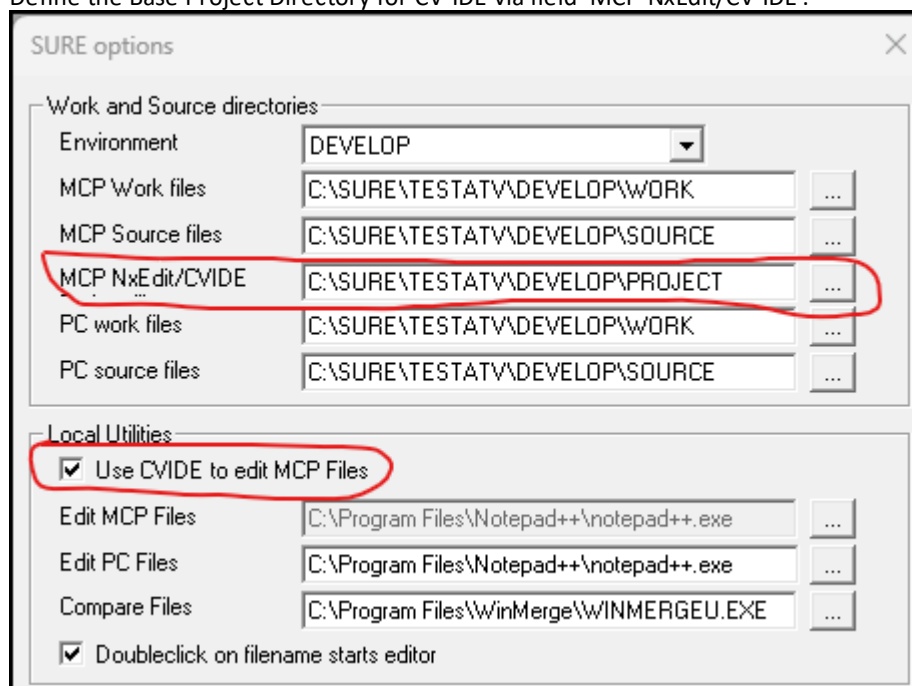 Define the Base Project Directory for CV-IDE via field 'MCP NxEdit/CV-IDE'.
SURE options
Work and Source directories
Environment DEVELOP
MCP Work files C:\SURE\TESTATV\DEVELOP\WORK ...
MCP Source files C:\SURE\TESTATV\DEVELOP\SOURCE ...
MCP NxEdit/CVIDE C:\SURE\TESTATV\DEVELOP\PROJECT ...
PC work files C:\SURE\TESTATV\DEVELOP\WORK ...
PC source files C:\SURE\TESTATV\DEVELOP\SOURCE ...
Local Utilities
Use CVIDE to edit MCP Files
Edit MCP Files C:\Program Files\Notepad++\notepad++.exe ...
Edit PC Files C:\Program Files\Notepad++\notepad++.exe ...
Compare Files C:\Program Files\WinMerge\WINMERGEU.EXE ...
Doubleclick on filename starts editor